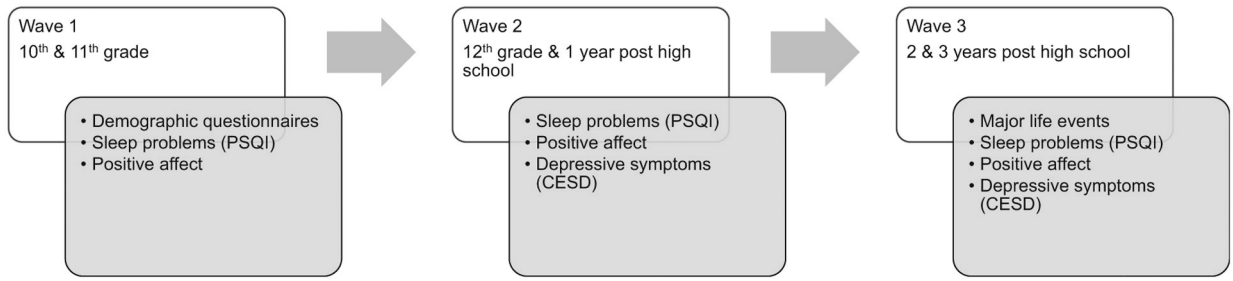 Wave 1
10th & 11th grade
• Demographic questionnaires
• Sleep problems (PSQI)
• Positive affect
Wave 2
12th grade & 1 year post high
school
• Sleep problems (PSQI)
• Positive affect
• Depressive symptoms
(CESD)
Wave 3
2 & 3 years post high school
• Major life events
• Sleep problems (PSQI)
• Positive affect
• Depressive symptoms
(CESD)